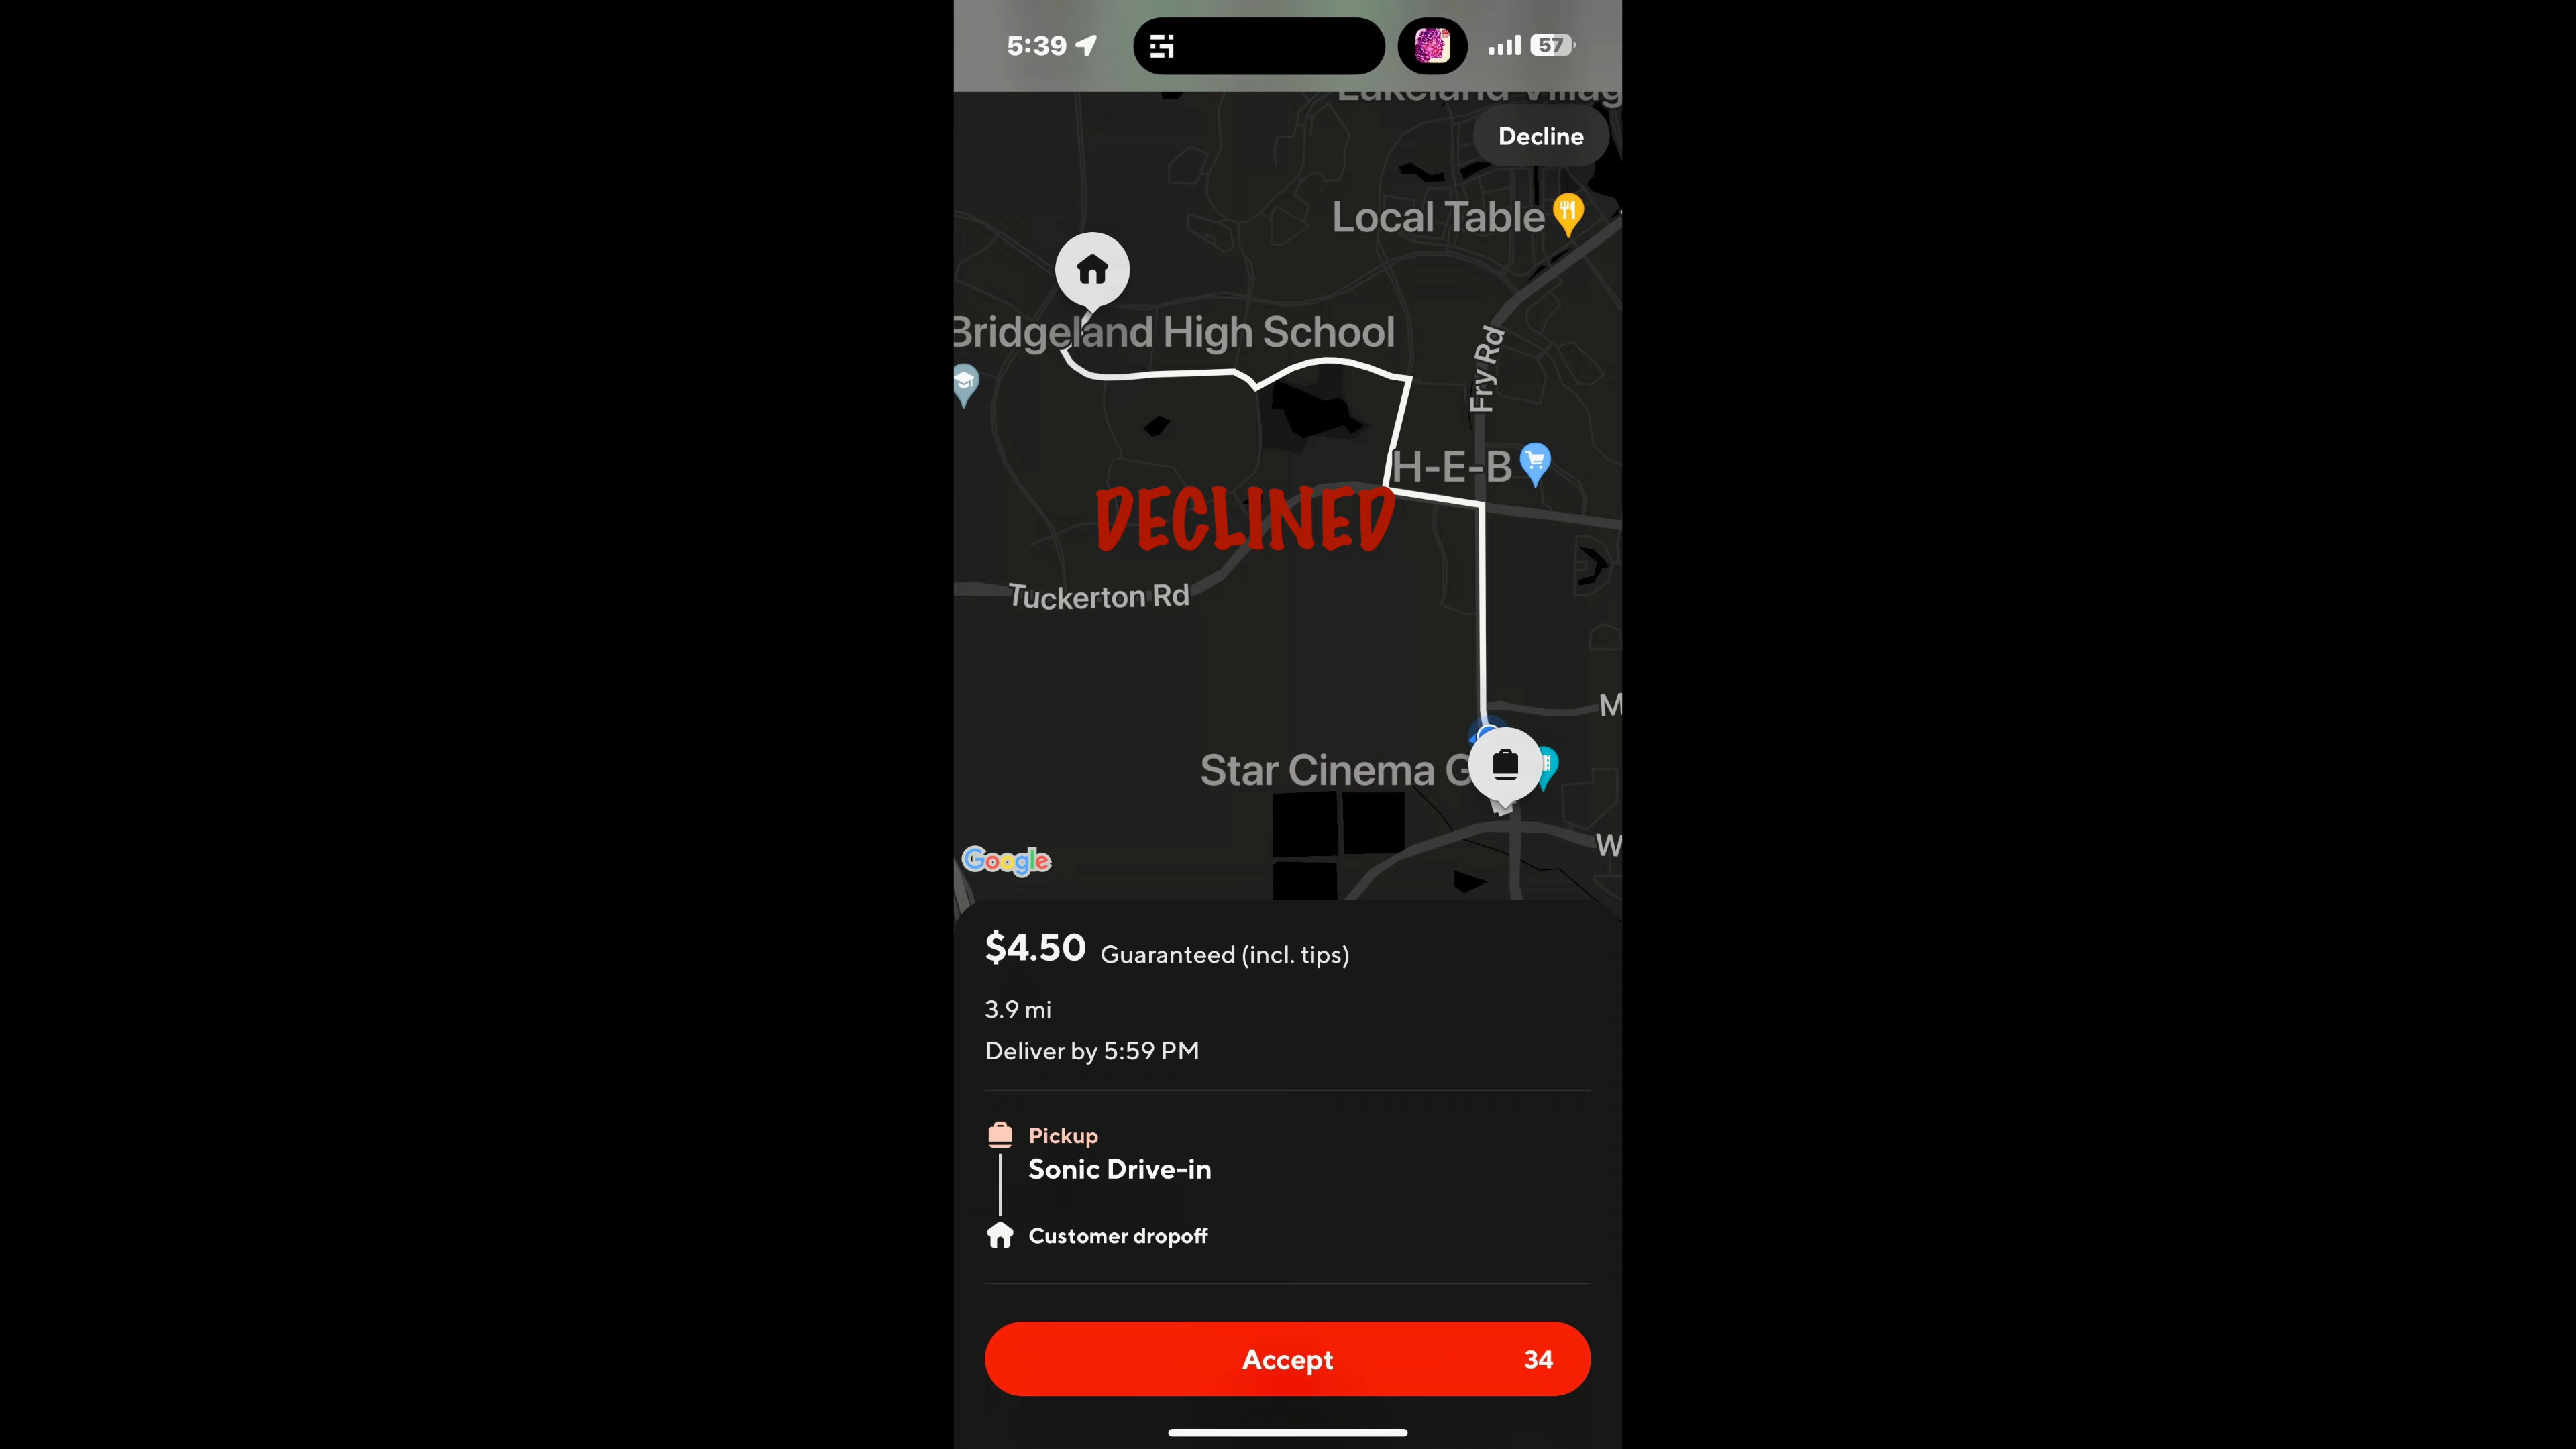 5:39
57
Lakeland Villag
Decline
Local Table
Bridgeland High School
Fry Rd
H-E-B
DECLINED
Tuckerton Rd
M
Star Cinema G
W
Google
$4.50 Guaranteed (incl. tips)
3.9 mi
Deliver by 5:59 PM
Pickup
Sonic Drive-in
Customer dropoff
Accept 34